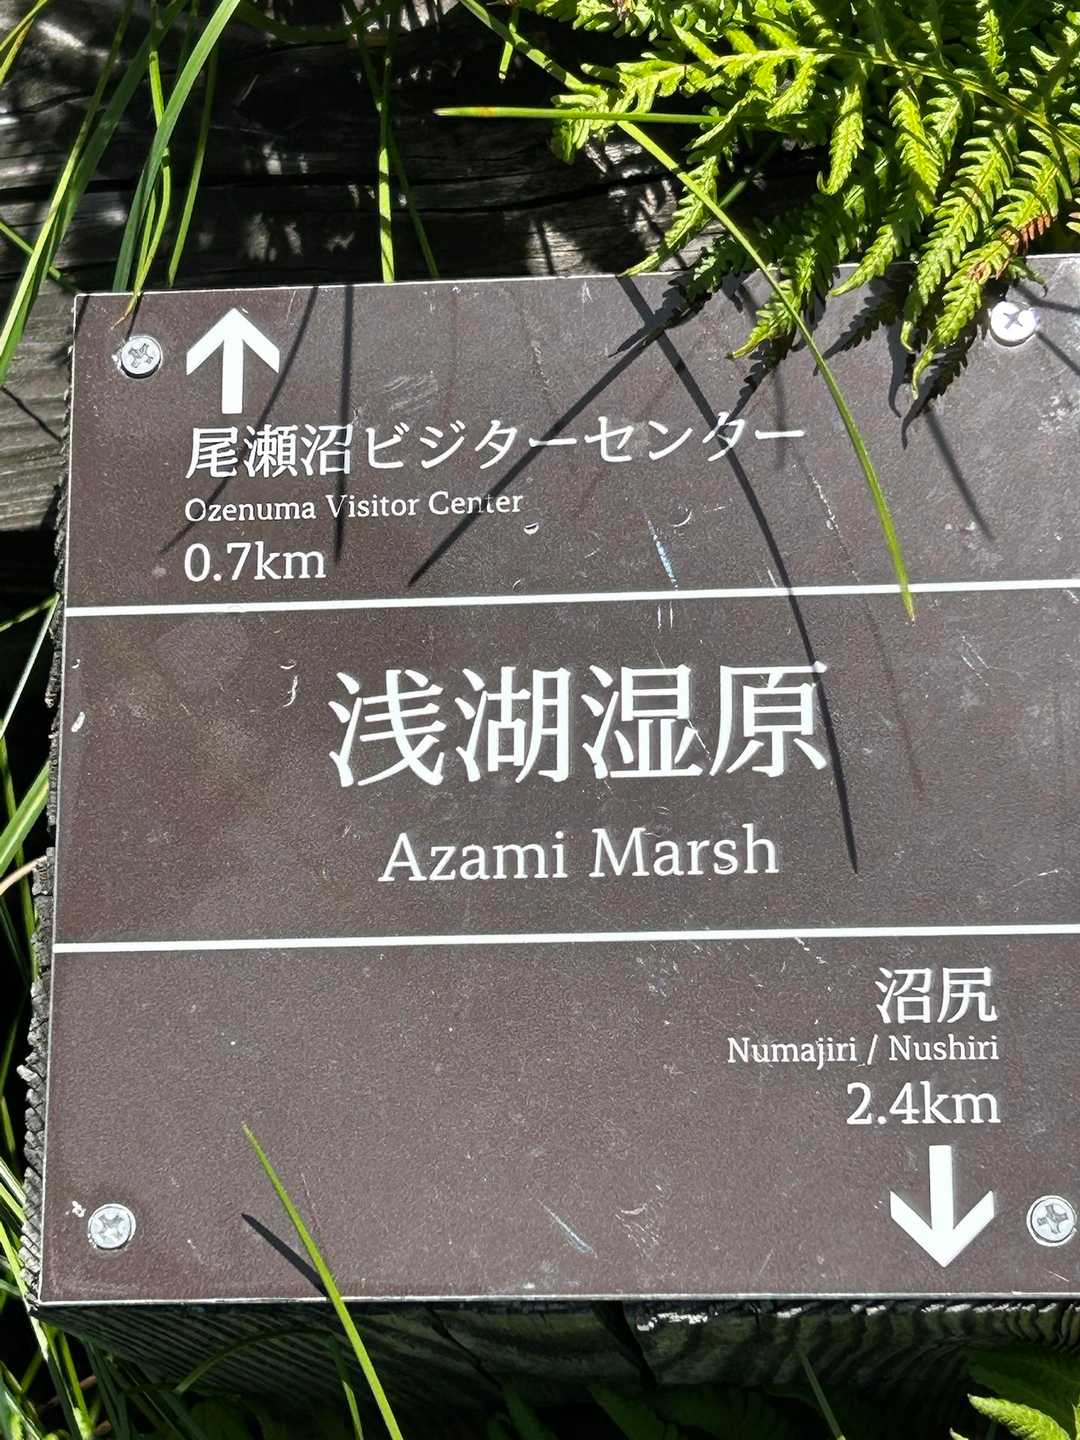 尾瀬沼ビジターセンター
Ozenuma Visitor Center
0.7km
浅湖湿原
Azami Marsh
沼尻
Numajiri / Nushiri
2.4km